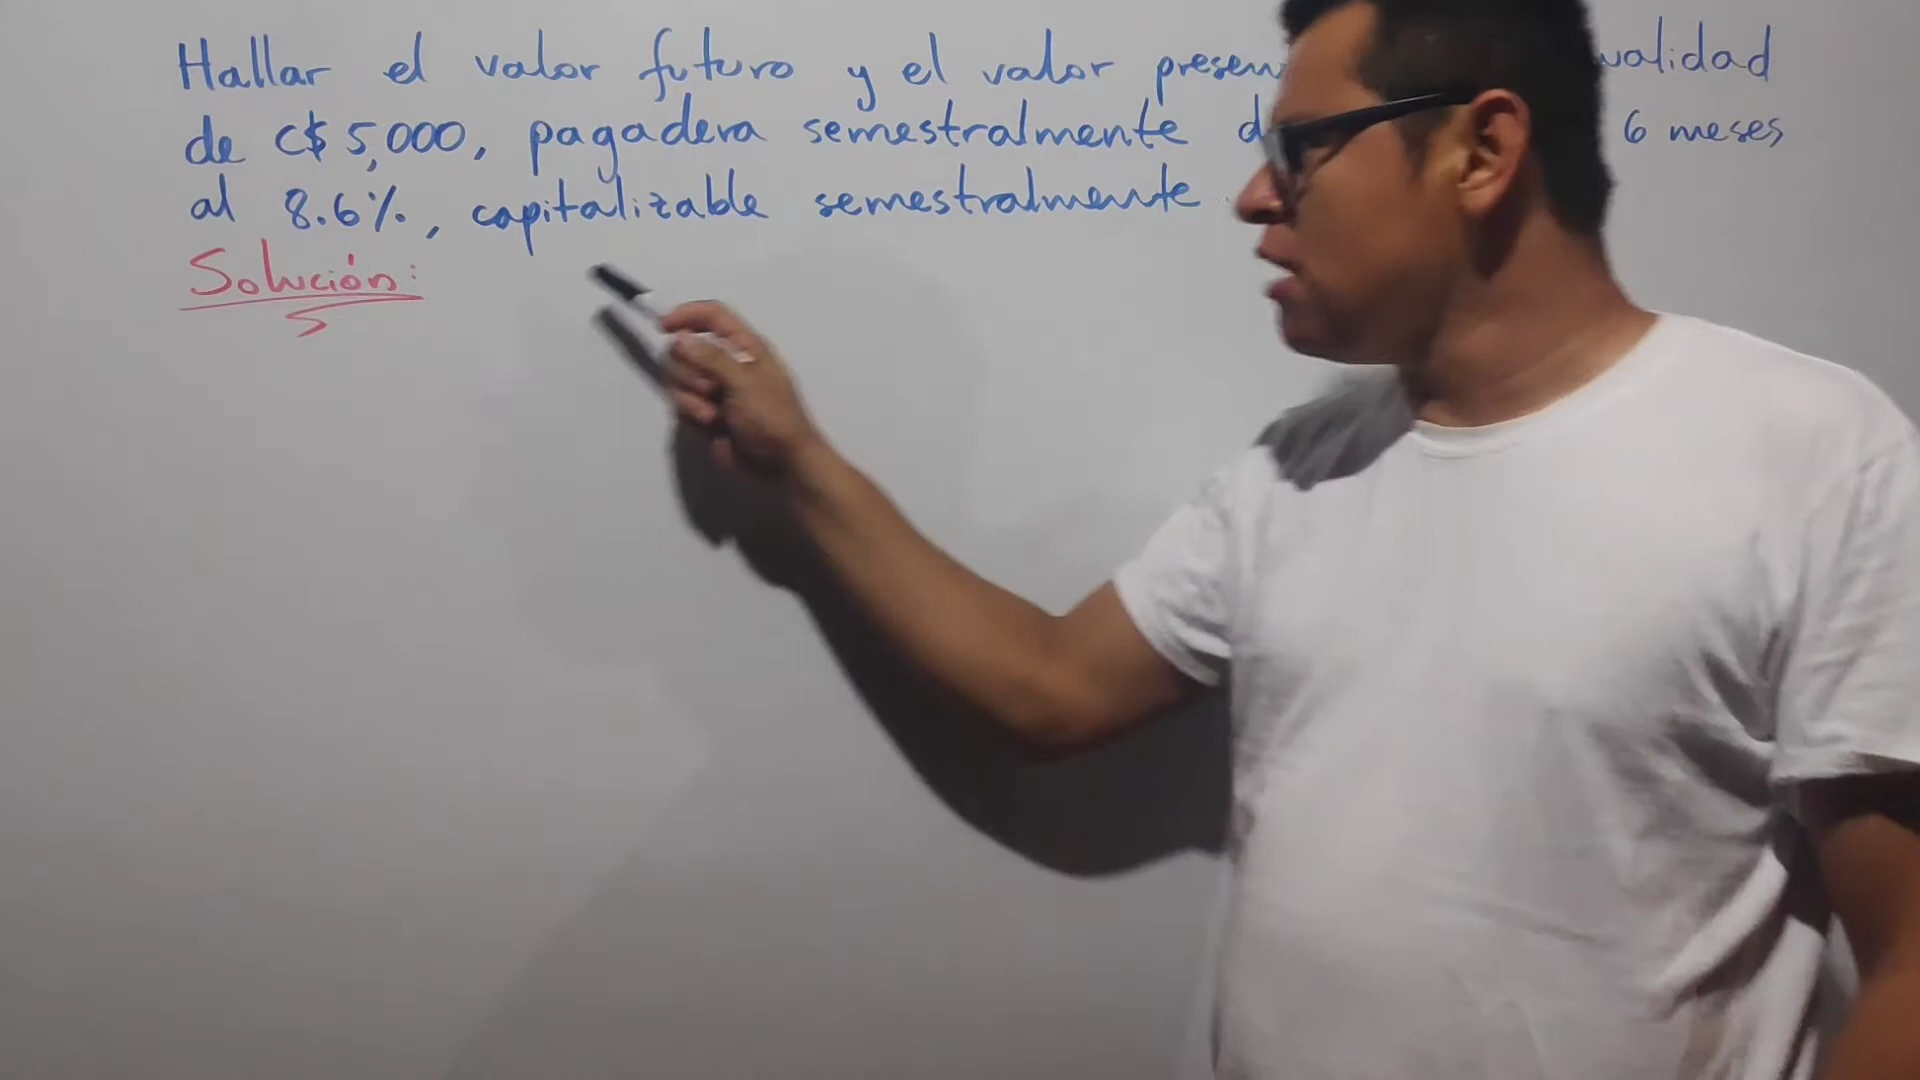 Hallar el valor futuro y el valor presen ualidad
de C$ 5,000, pagadera semestralmente d 6 meses
al 8.6%, capitalizable semestralmente
Solución: